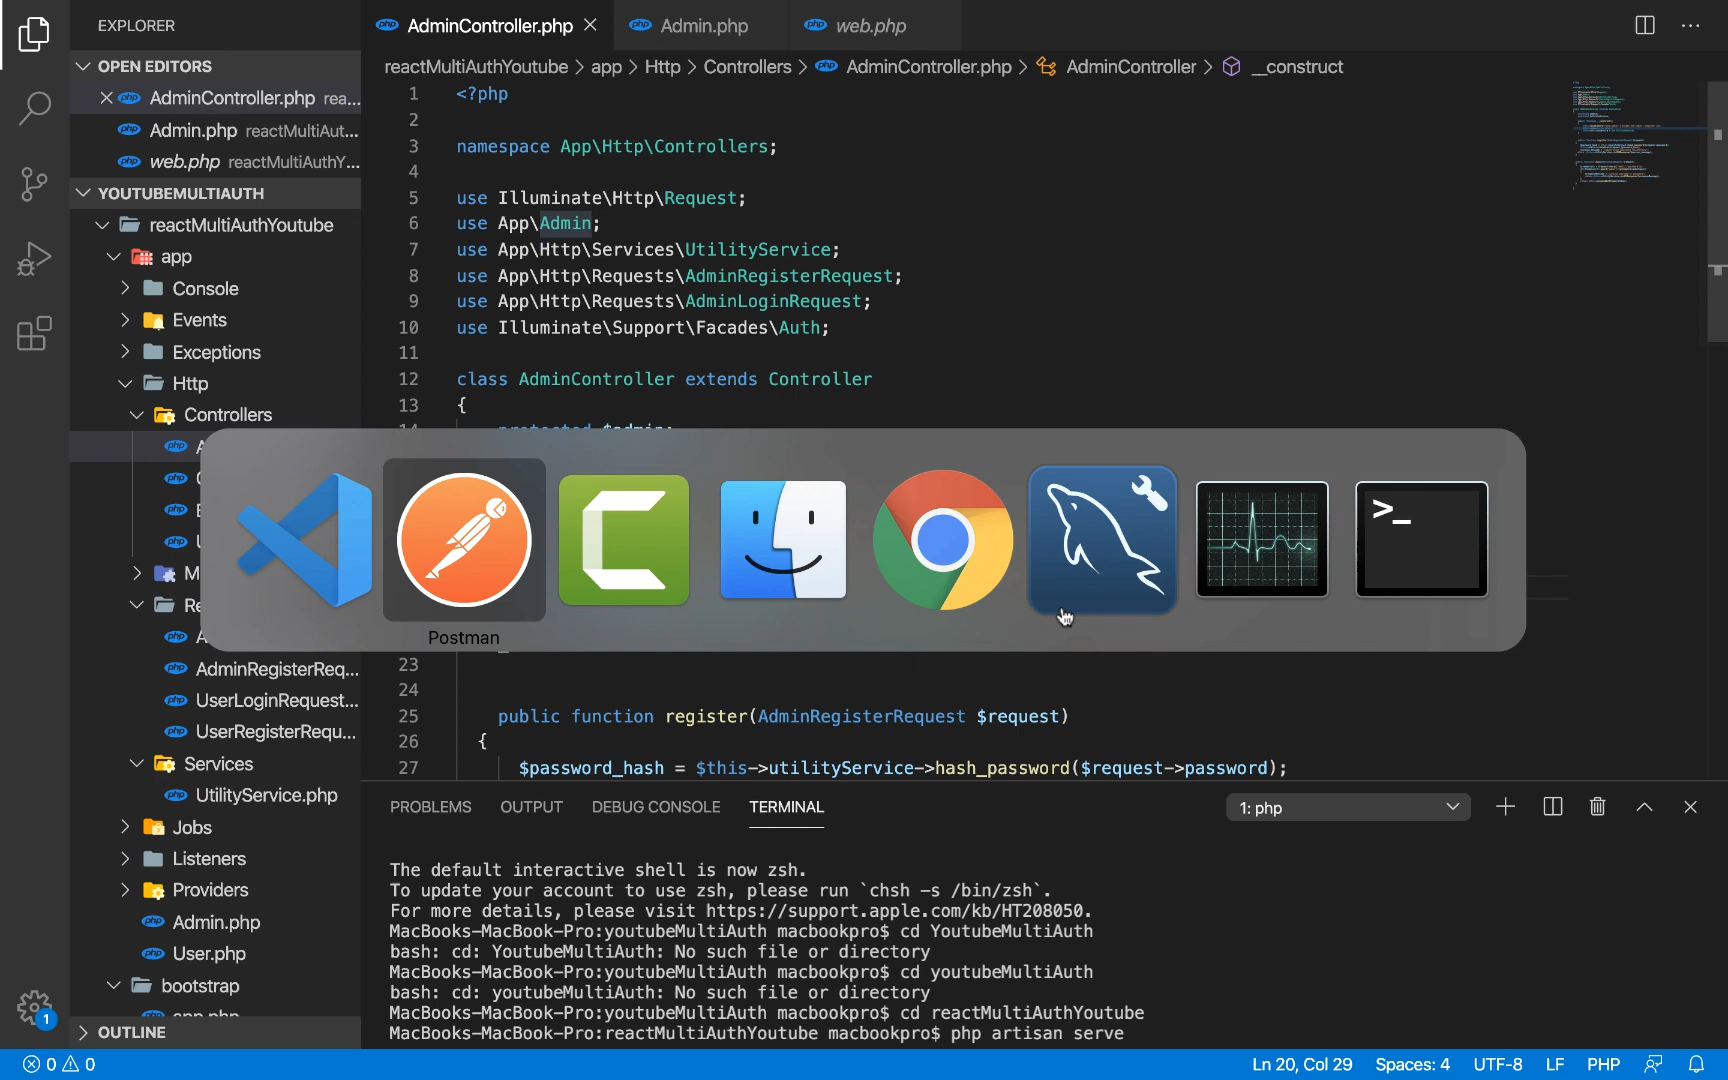 EXPLORER
OPEN EDITORS
AdminController.php rea...
Admin.php reactMultiAut...
web.php reactMultiAuthY...
YOUTUBEMULTIAUTH
reactMultiAuthYoutube
app
Console
Events
Exceptions
Http
Controllers
A
M
Re
A
AdminRegisterReq...
UserLoginRequest...
UserRegisterRequ...
Services
UtilityService.php
Jobs
Listeners
Providers
Admin.php
User.php
bootstrap
OUTLINE
AdminController.php
Admin.php
web.php
reactMultiAuthYoutube > app > Http > Controllers > AdminController.php > AdminController > __construct
1 <?php
2
3 namespace App\Http\Controllers;
4
5 use Illuminate\Http\Request;
6 use App\Admin;
7 use App\Http\Services\UtilityService;
8 use App\Http\Requests\AdminRegisterRequest;
9 use App\Http\Requests\AdminLoginRequest;
10 use Illuminate\Support\Facades\Auth;
11
12 class AdminController extends Controller
13 {
14 protected $admin;
Postman
23
24
25 public function register(AdminRegisterRequest $request)
26 {
27 $password_hash = $this->utilityService->hash_password($request->password);
PROBLEMS OUTPUT DEBUG CONSOLE TERMINAL
1: php
The default interactive shell is now zsh.
To update your account to use zsh, please run `chsh -s /bin/zsh`.
For more details, please visit https://support.apple.com/kb/HT208050.
MacBooks-MacBook-Pro:youtubeMultiAuth macbookpro$ cd YoutubeMultiAuth
bash: cd: YoutubeMultiAuth: No such file or directory
MacBooks-MacBook-Pro:youtubeMultiAuth macbookpro$ cd youtubeMultiAuth
bash: cd: youtubeMultiAuth: No such file or directory
MacBooks-MacBook-Pro:youtubeMultiAuth macbookpro$ cd reactMultiAuthYoutube
MacBooks-MacBook-Pro:reactMultiAuthYoutube macbookpro$ php artisan serve
1
0 0
Ln 20, Col 29
Spaces: 4
UTF-8
LF
PHP